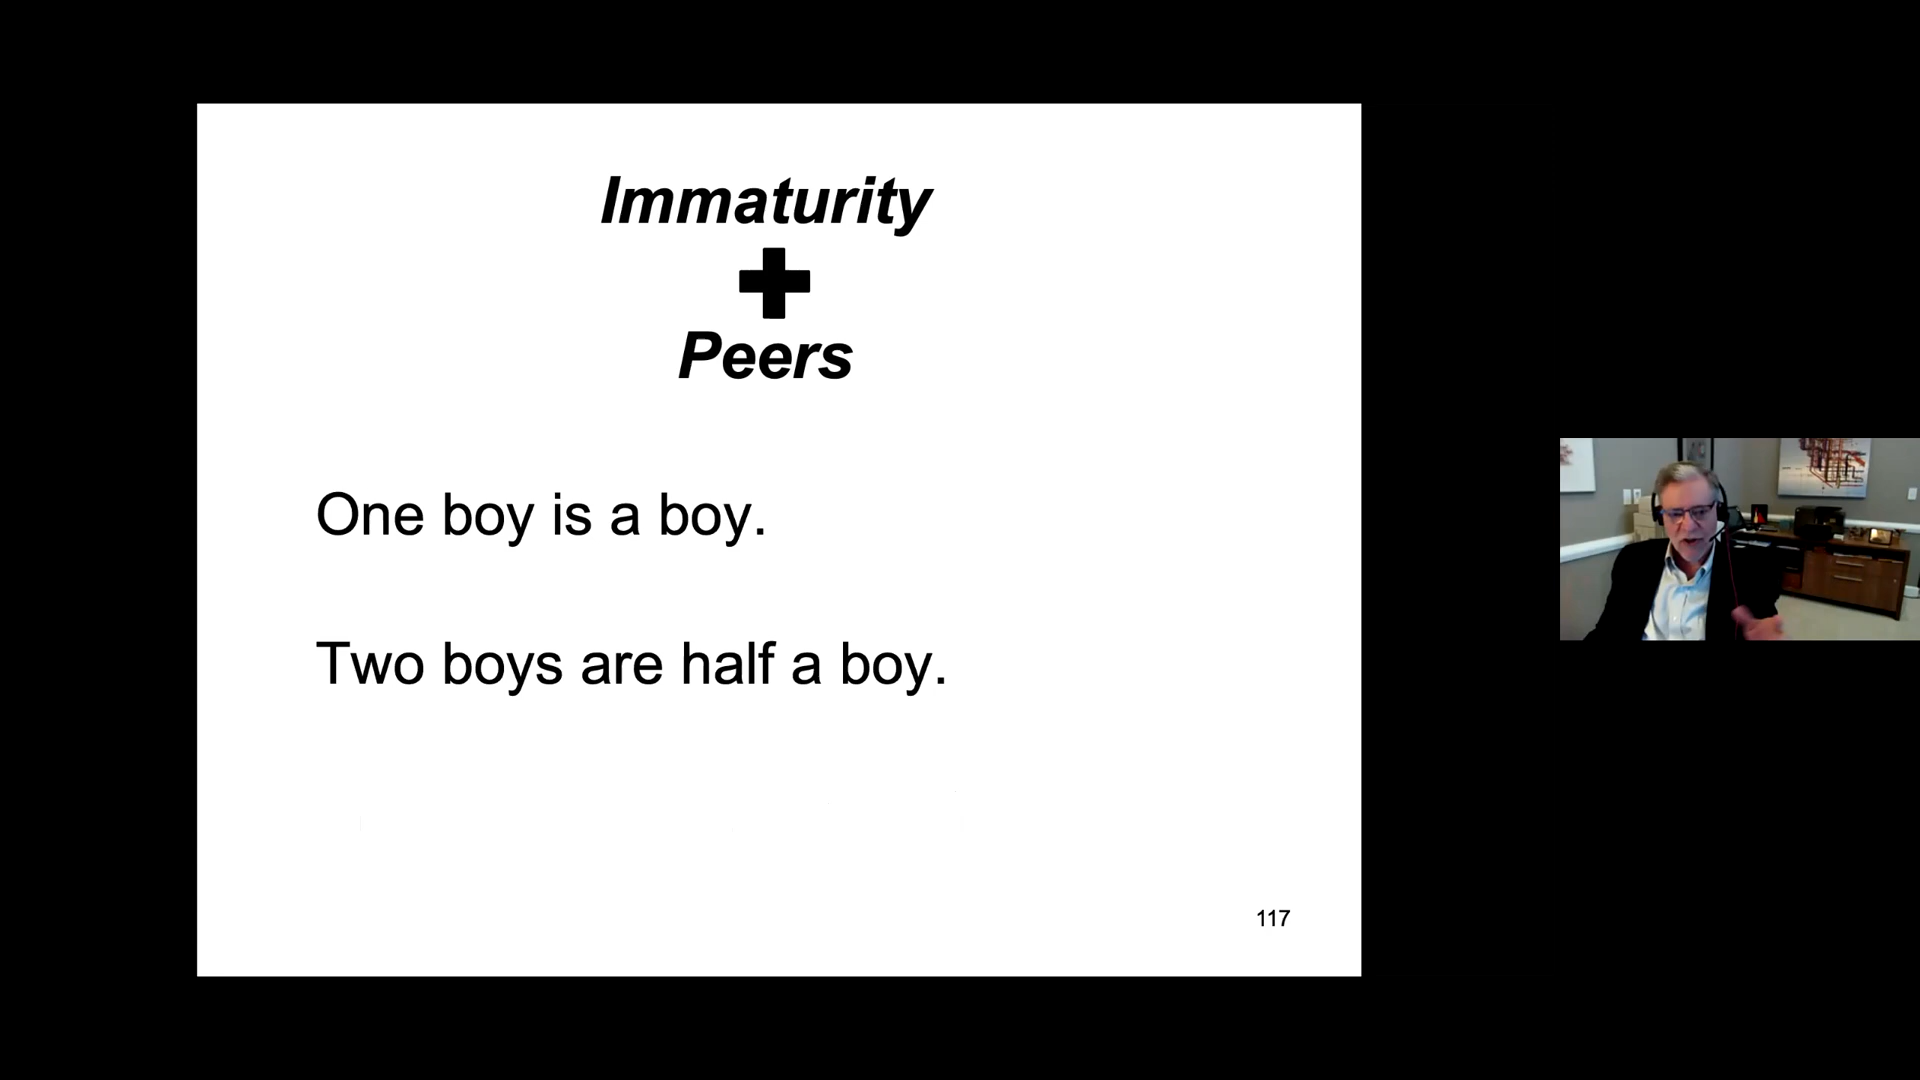 Immaturity
Peers
One boy is a boy.
Two boys are half a boy.
117